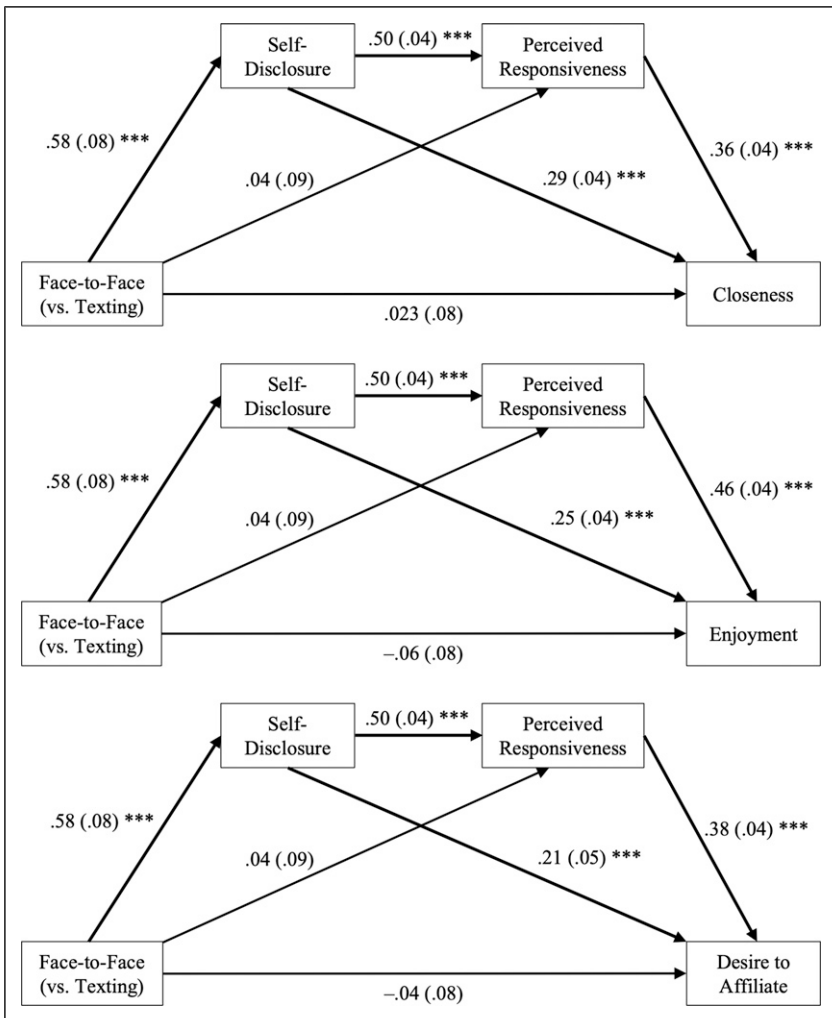 .50 (.04) ***
Self-
Disclosure
Perceived
Responsiveness
.58 (.08) ***
.36 (.04) ***
.04 (.09)
.29 (.04) ***
Face-to-Face
(vs. Texting)
Closeness
.023 (.08)
.50 (.04) ***
Self-
Disclosure
Perceived
Responsiveness
.58 (.08) ***
.46 (.04) ***
.04 (.09)
.25 (.04) ***
Face-to-Face
(vs. Texting)
Enjoyment
–.06 (.08)
.50 (.04) ***
Self-
Disclosure
Perceived
Responsiveness
.58 (.08) ***
.38 (.04) ***
.04 (.09)
.21 (.05) ***
Face-to-Face
(vs. Texting)
Desire to
Affiliate
–.04 (.08)